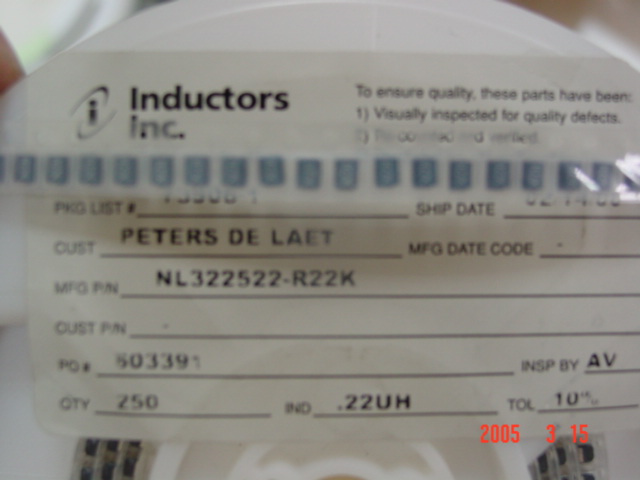 Inductors
Inc.
To ensure quality, these parts have been:
1) Visually inspected for quality defects.
PKG LIST #
SHIP DATE
CUST PETERS DE LAET
MFG DATE CODE
MFG P/N NL322522-R22K
CUST P/N
PO# 503391
INSP BY AV
QTY 250 IND .22UH TOL 10%
2005 3 15